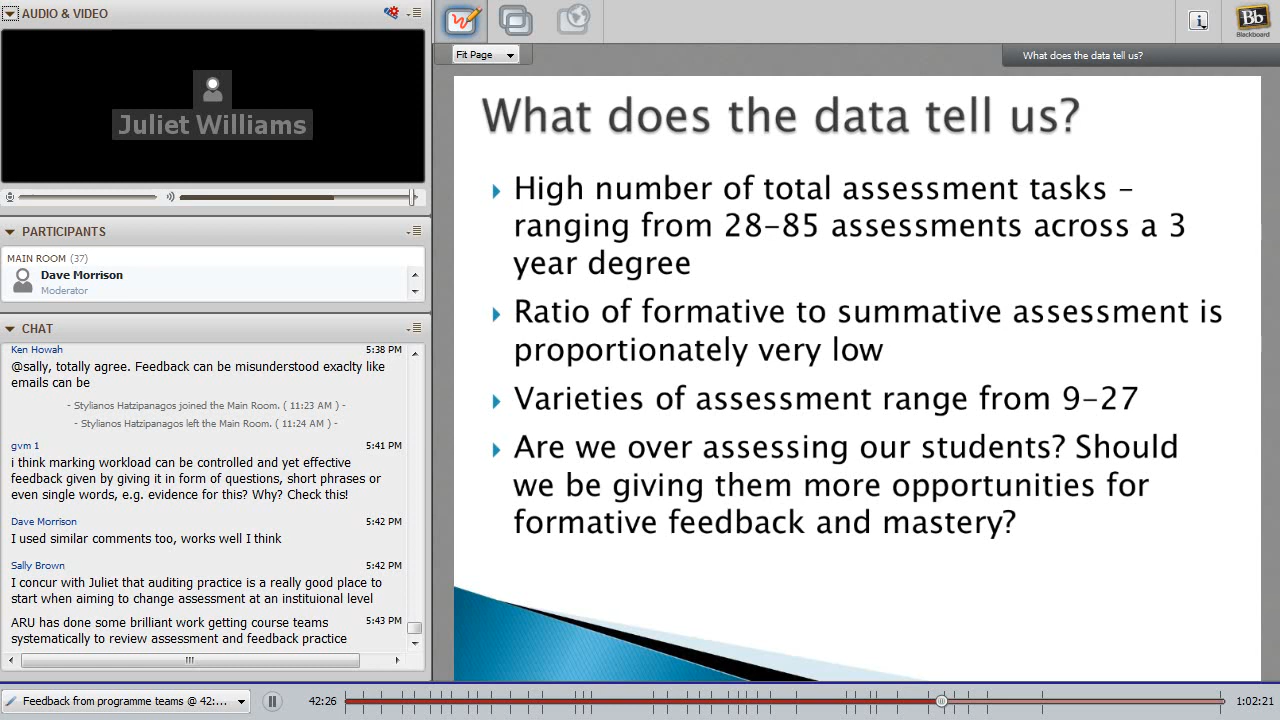 AUDIO & VIDEO
Juliet Williams
PARTICIPANTS
MAIN ROOM (37)
Dave Morrison
Moderator
CHAT
Ken Howah 5:38 PM
@sally, totally agree. Feedback can be misunderstood exaclty like
emails can be
- Stylianos Hatzipanagos joined the Main Room. ( 11:23 AM ) -
- Stylianos Hatzipanagos left the Main Room. ( 11:24 AM ) -
gvm 1 5:41 PM
i think marking workload can be controlled and yet effective
feedback given by giving it in form of questions, short phrases or
even single words, e.g. evidence for this? Why? Check this!
Dave Morrison 5:42 PM
I used similar comments too, works well I think
Sally Brown 5:42 PM
I concur with Juliet that auditing practice is a really good place to
start when aiming to change assessment at an instituional level
ARU has done some brilliant work getting course teams 5:43 PM
systematically to review assessment and feedback practice
Fit Page
What does the data tell us?
Bb
Blackboard
What does the data tell us?
High number of total assessment tasks –
ranging from 28-85 assessments across a 3
year degree
Ratio of formative to summative assessment is
proportionately very low
Varieties of assessment range from 9-27
Are we over assessing our students? Should
we be giving them more opportunities for
formative feedback and mastery?
Feedback from programme teams @ 42:...
42:26
1:02:21